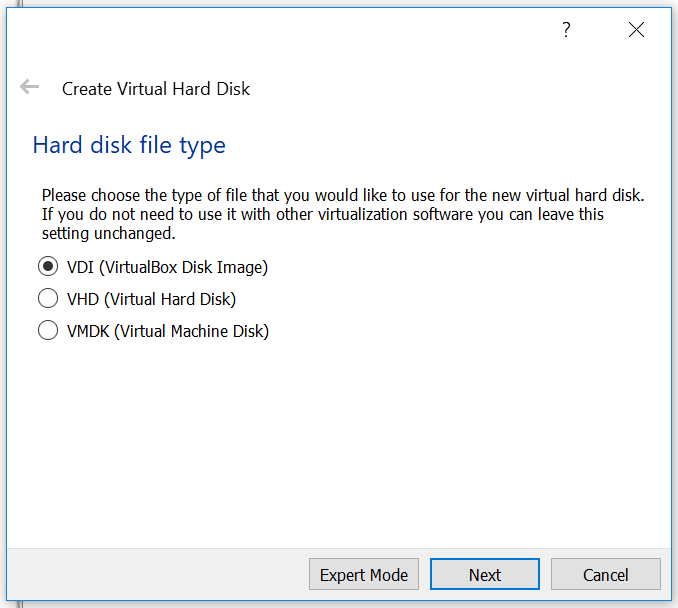 ?
Create Virtual Hard Disk
Hard disk file type
Please choose the type of file that you would like to use for the new virtual hard disk.
If you do not need to use it with other virtualization software you can leave this
setting unchanged.
VDI (VirtualBox Disk Image)
VHD (Virtual Hard Disk)
VMDK (Virtual Machine Disk)
Expert Mode Next Cancel